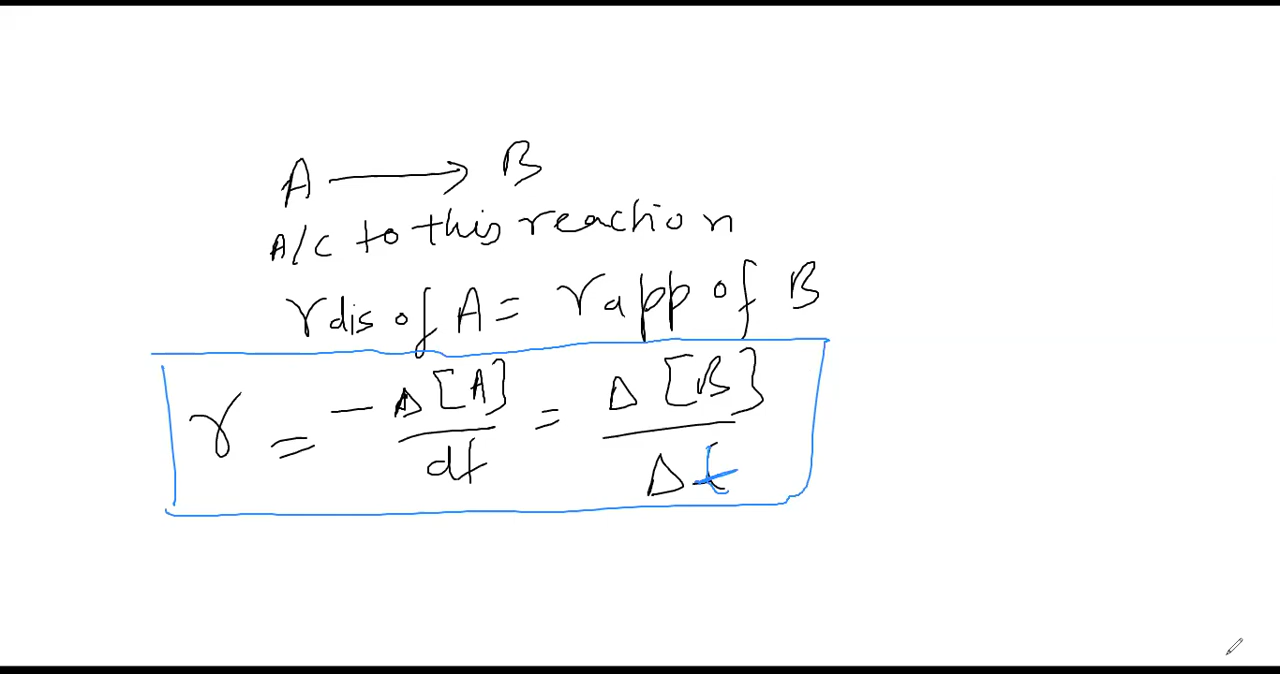 A ⟶ B
A/C to this reaction
r dis of A = r app of B
r = -Δ[A]/dt = Δ[B]/Δt